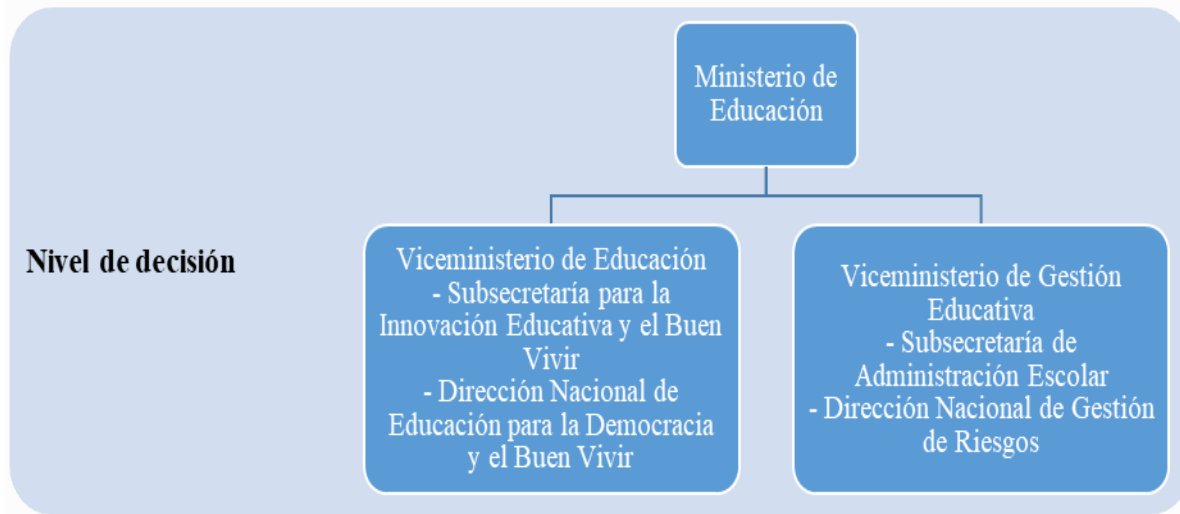 Ministerio de
Educación
Nivel de decisión
Viceministerio de Educación
- Subsecretaría para la
Innovación Educativa y el Buen
Vivir
- Dirección Nacional de
Educación para la Democracia
y el Buen Vivir
Viceministerio de Gestión
Educativa
- Subsecretaría de
Administración Escolar
- Dirección Nacional de Gestión
de Riesgos